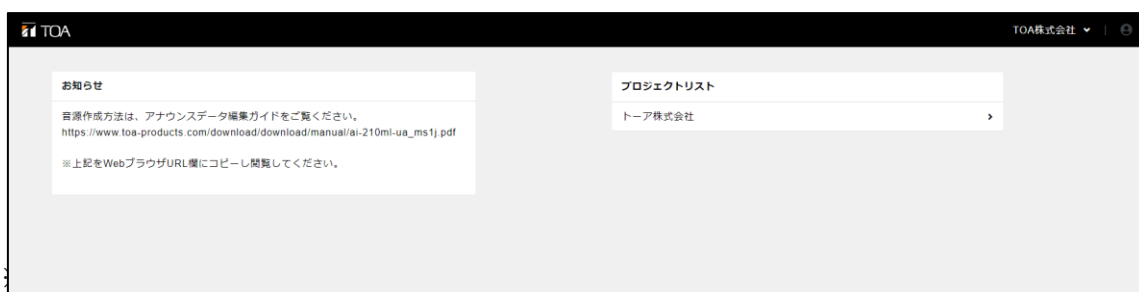 TOA
TOA株式会社
お知らせ
音源作成方法は、アナウンスデータ編集ガイドをご覧ください。
https://www.toa-products.com/download/download/manual/ai-210ml-ua_ms1j.pdf
※上記をWebブラウザURL欄にコピーし閲覧してください。
プロジェクトリスト
トーア株式会社